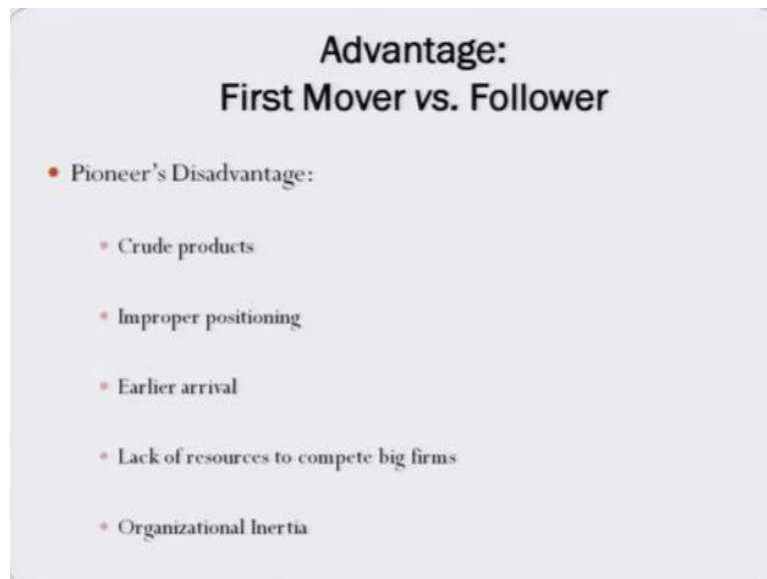 Advantage:
First Mover vs. Follower
Pioneer's Disadvantage:
Crude products
Improper positioning
Earlier arrival
Lack of resources to compete big firms
Organizational Inertia